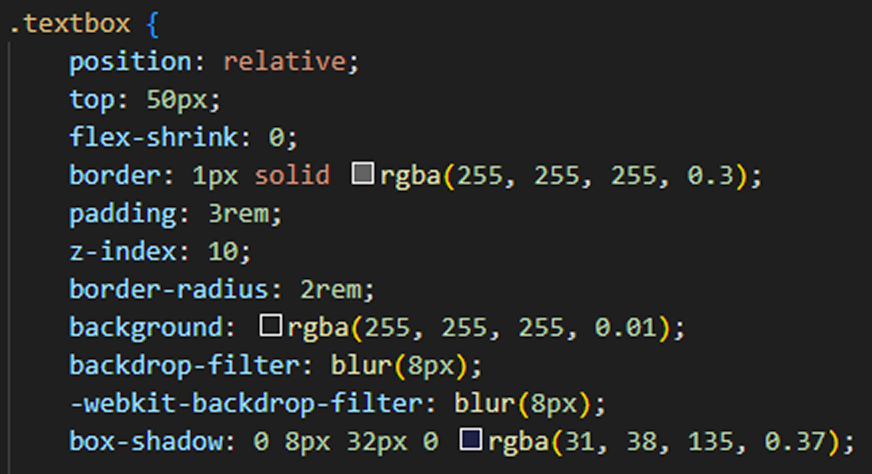 .textbox {
position: relative;
top: 50px;
flex-shrink: 0;
border: 1px solid rgba(255, 255, 255, 0.3);
padding: 3rem;
z-index: 10;
border-radius: 2rem;
background: rgba(255, 255, 255, 0.01);
backdrop-filter: blur(8px);
-webkit-backdrop-filter: blur(8px);
box-shadow: 0 8px 32px 0 rgba(31, 38, 135, 0.37);